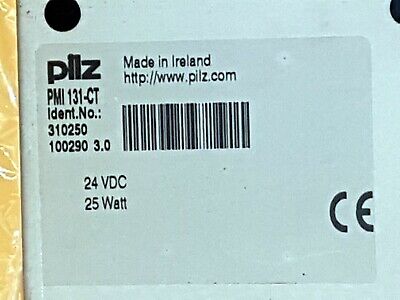 pilz
Made in Ireland
http://www.pilz.com
PMI 131-CT
Ident.No.:
310250
100290 3.0
24 VDC
25 Watt
CE